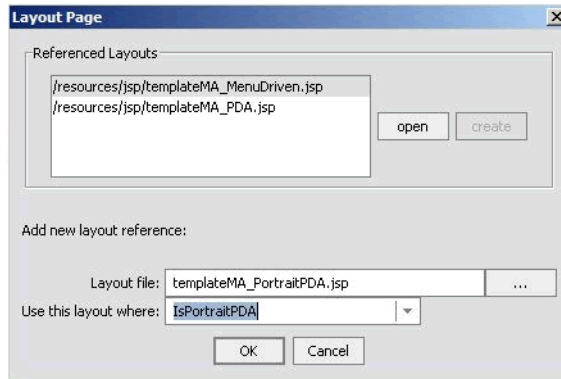 Layout Page
Referenced Layouts
/resources/jsp/templateMA_MenuDriven.jsp
/resources/jsp/templateMA_PDA.jsp
open
create
Add new layout reference:
Layout file: templateMA_PortraitPDA.jsp ...
Use this layout where: IsPortraitPDA
OK Cancel